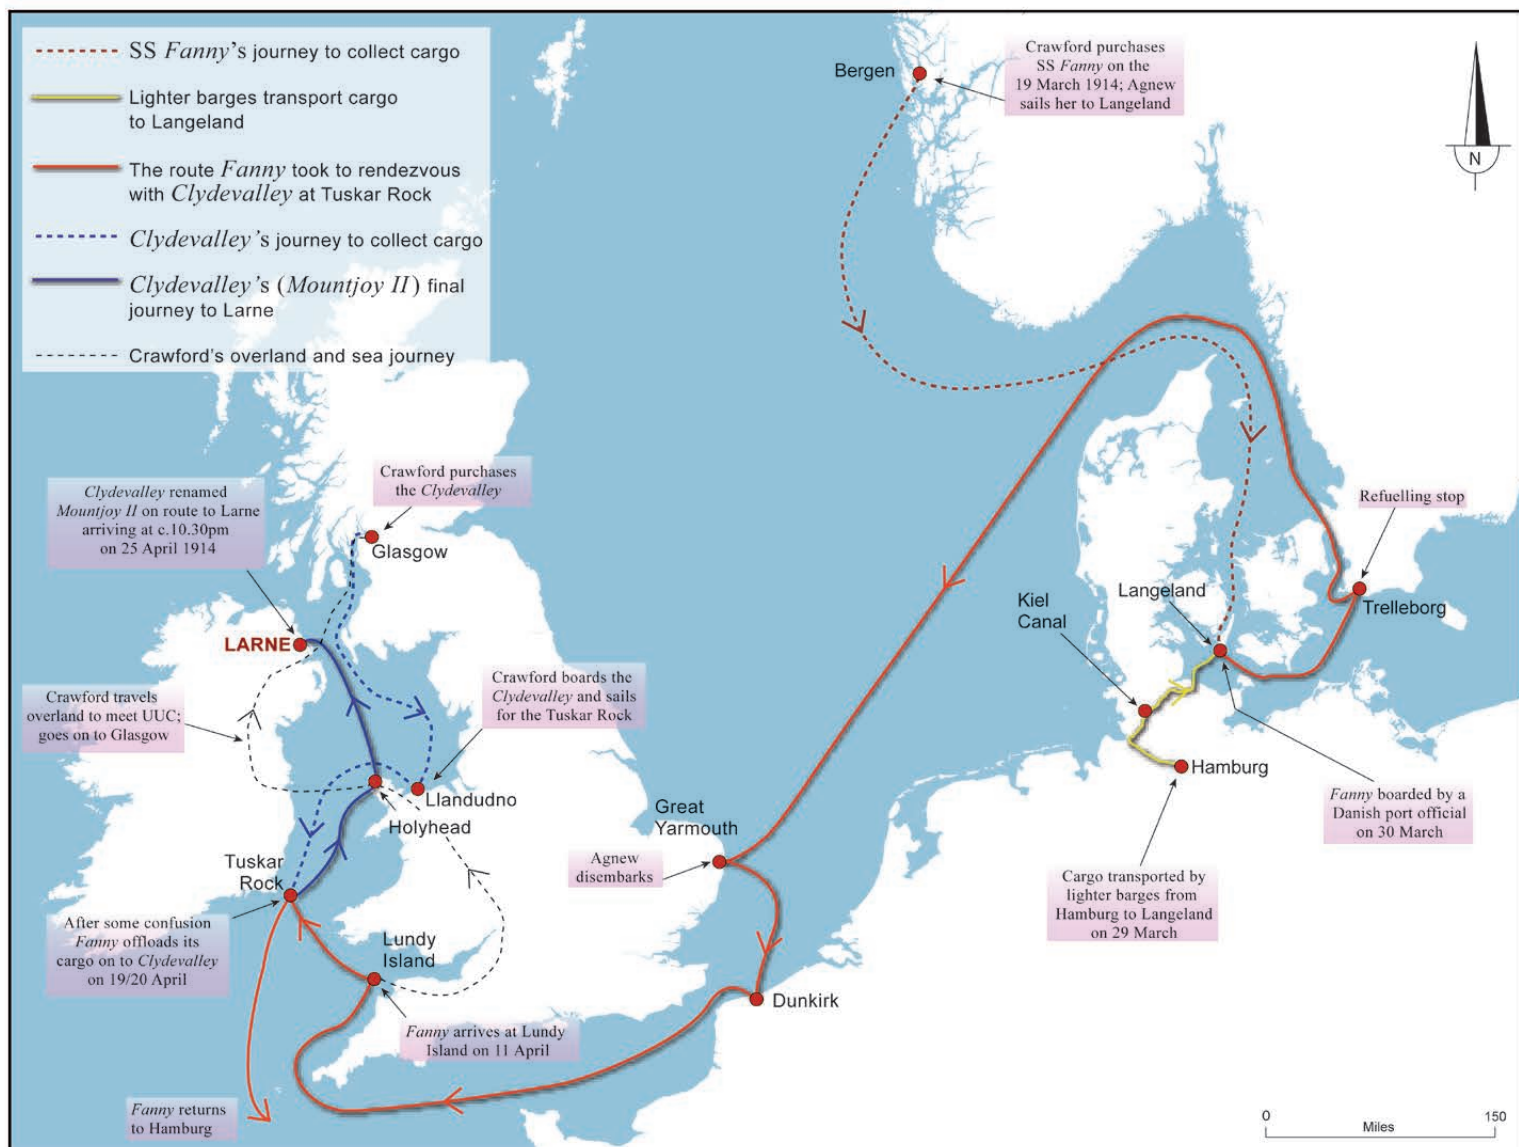 SS Fanny's journey to collect cargo
Lighter barges transport cargo
to Langeland
The route Fanny took to rendezvous
with Clydevalley at Tuskar Rock
Clydevalley's journey to collect cargo
Clydevalley's (Mountjoy II) final
journey to Larne
Crawford's overland and sea journey
Bergen
Crawford purchases
SS Fanny on the
19 March 1914; Agnew
sails her to Langeland
N
Clydevalley renamed
Mountjoy II on route to Larne
arriving at c.10.30pm
on 25 April 1914
Crawford purchases
the Clydevalley
Glasgow
Refuelling stop
Trelleborg
Langeland
Kiel
Canal
LARNE
Crawford travels
overland to meet UUC;
goes on to Glasgow
Crawford boards the
Clydevalley and sails
for the Tuskar Rock
Llandudno
Holyhead
Hamburg
Great
Yarmouth
Agnew
disembarks
Fanny boarded by a
Danish port official
on 30 March
Cargo transported by
lighter barges from
Hamburg to Langeland
on 29 March
Tuskar
Rock
After some confusion
Fanny offloads its
cargo on to Clydevalley
on 19/20 April
Lundy
Island
Dunkirk
Fanny arrives at Lundy
Island on 11 April
Fanny returns
to Hamburg
0
150
Miles